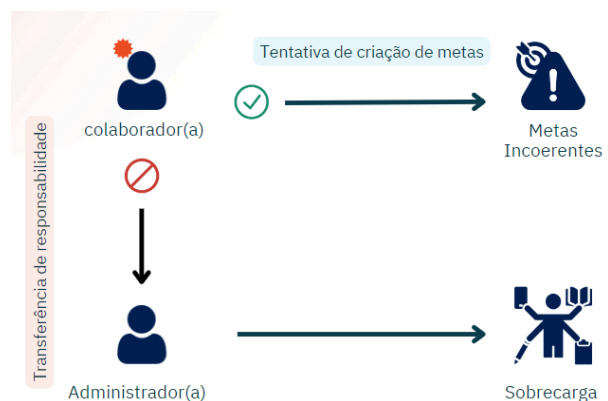 Tentativa de criação de metas
colaborador(a)
Metas
Incoerentes
Transferência de responsabilidade
Administrador(a)
Sobrecarga